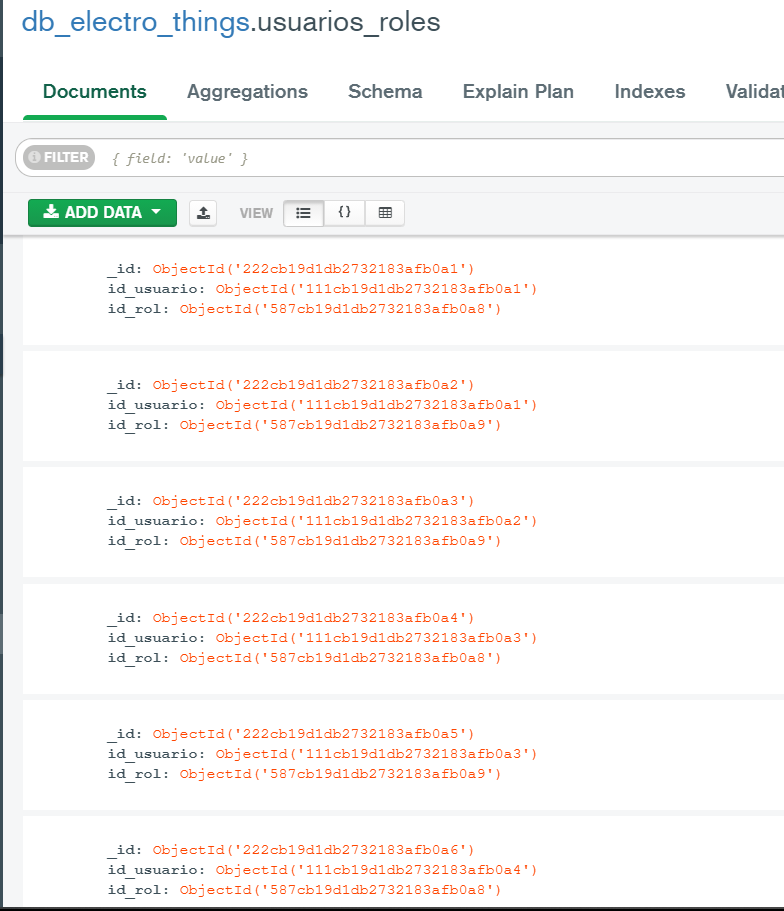 db_electro_things.usuarios_roles
Documents Aggregations Schema Explain Plan Indexes Validat
FILTER { field: 'value' }
ADD DATA VIEW {}
_id: ObjectId('222cb19d1db2732183afb0a1')
id_usuario: ObjectId('111cb19d1db2732183afb0a1')
id_rol: ObjectId('587cb19d1db2732183afb0a8')
_id: ObjectId('222cb19d1db2732183afb0a2')
id_usuario: ObjectId('111cb19d1db2732183afb0a1')
id_rol: ObjectId('587cb19d1db2732183afb0a9')
_id: ObjectId('222cb19d1db2732183afb0a3')
id_usuario: ObjectId('111cb19d1db2732183afb0a2')
id_rol: ObjectId('587cb19d1db2732183afb0a9')
_id: ObjectId('222cb19d1db2732183afb0a4')
id_usuario: ObjectId('111cb19d1db2732183afb0a3')
id_rol: ObjectId('587cb19d1db2732183afb0a8')
_id: ObjectId('222cb19d1db2732183afb0a5')
id_usuario: ObjectId('111cb19d1db2732183afb0a3')
id_rol: ObjectId('587cb19d1db2732183afb0a9')
_id: ObjectId('222cb19d1db2732183afb0a6')
id_usuario: ObjectId('111cb19d1db2732183afb0a4')
id_rol: ObjectId('587cb19d1db2732183afb0a8')